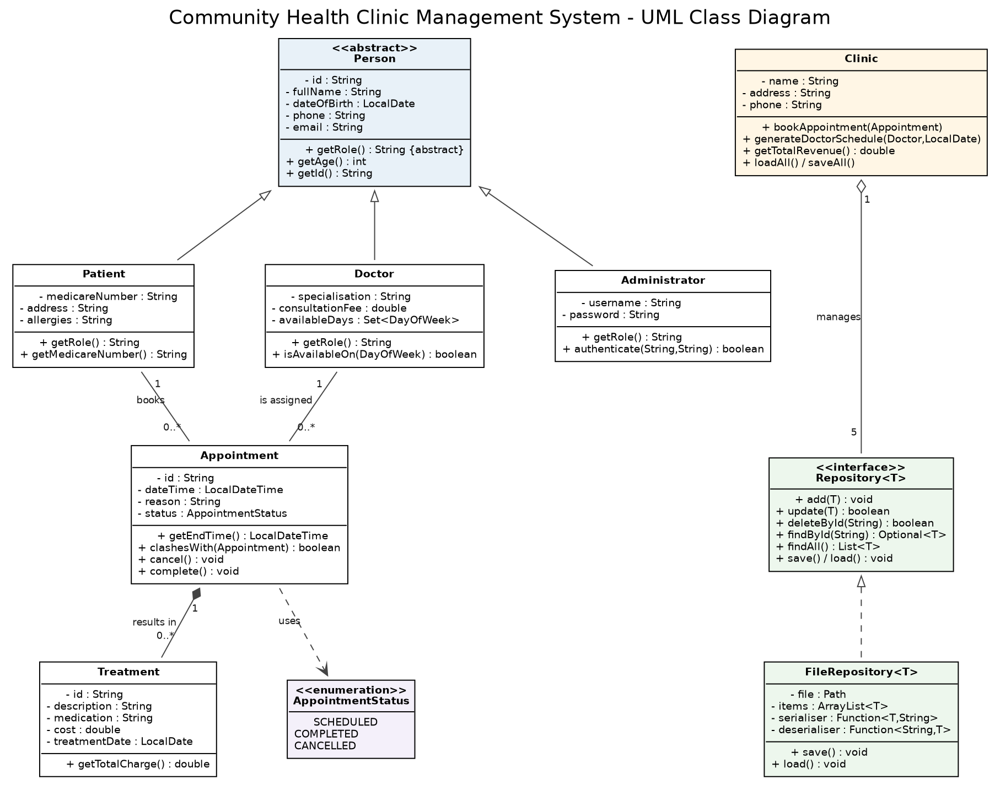 Community Health Clinic Management System - UML Class Diagram
<<abstract>>
Person
- id : String
- fullName : String
- dateOfBirth : LocalDate
- phone : String
- email : String
+ getRole() : String {abstract}
+ getAge() : int
+ getId() : String
Clinic
- name : String
- address : String
- phone : String
+ bookAppointment(Appointment)
+ generateDoctorSchedule(Doctor,LocalDate)
+ getTotalRevenue() : double
+ loadAll() / saveAll()
1
manages
5
Patient
- medicareNumber : String
- address : String
- allergies : String
+ getRole() : String
+ getMedicareNumber() : String
Doctor
- specialisation : String
- consultationFee : double
- availableDays : Set<DayOfWeek>
+ getRole() : String
+ isAvailableOn(DayOfWeek) : boolean
Administrator
- username : String
- password : String
+ getRole() : String
+ authenticate(String,String) : boolean
1
books
0..*
1
is assigned
0..*
Appointment
- id : String
- dateTime : LocalDateTime
- reason : String
- status : AppointmentStatus
+ getEndTime() : LocalDateTime
+ clashesWith(Appointment) : boolean
+ cancel() : void
+ complete() : void
<<interface>>
Repository<T>
+ add(T) : void
+ update(T) : boolean
+ deleteById(String) : boolean
+ findById(String) : Optional<T>
+ findAll() : List<T>
+ save() / load() : void
1
results in
0..*
uses
Treatment
- id : String
- description : String
- medication : String
- cost : double
- treatmentDate : LocalDate
+ getTotalCharge() : double
<<enumeration>>
AppointmentStatus
SCHEDULED
COMPLETED
CANCELLED
FileRepository<T>
- file : Path
- items : ArrayList<T>
- serialiser : Function<T,String>
- deserialiser : Function<String,T>
+ save() : void
+ load() : void